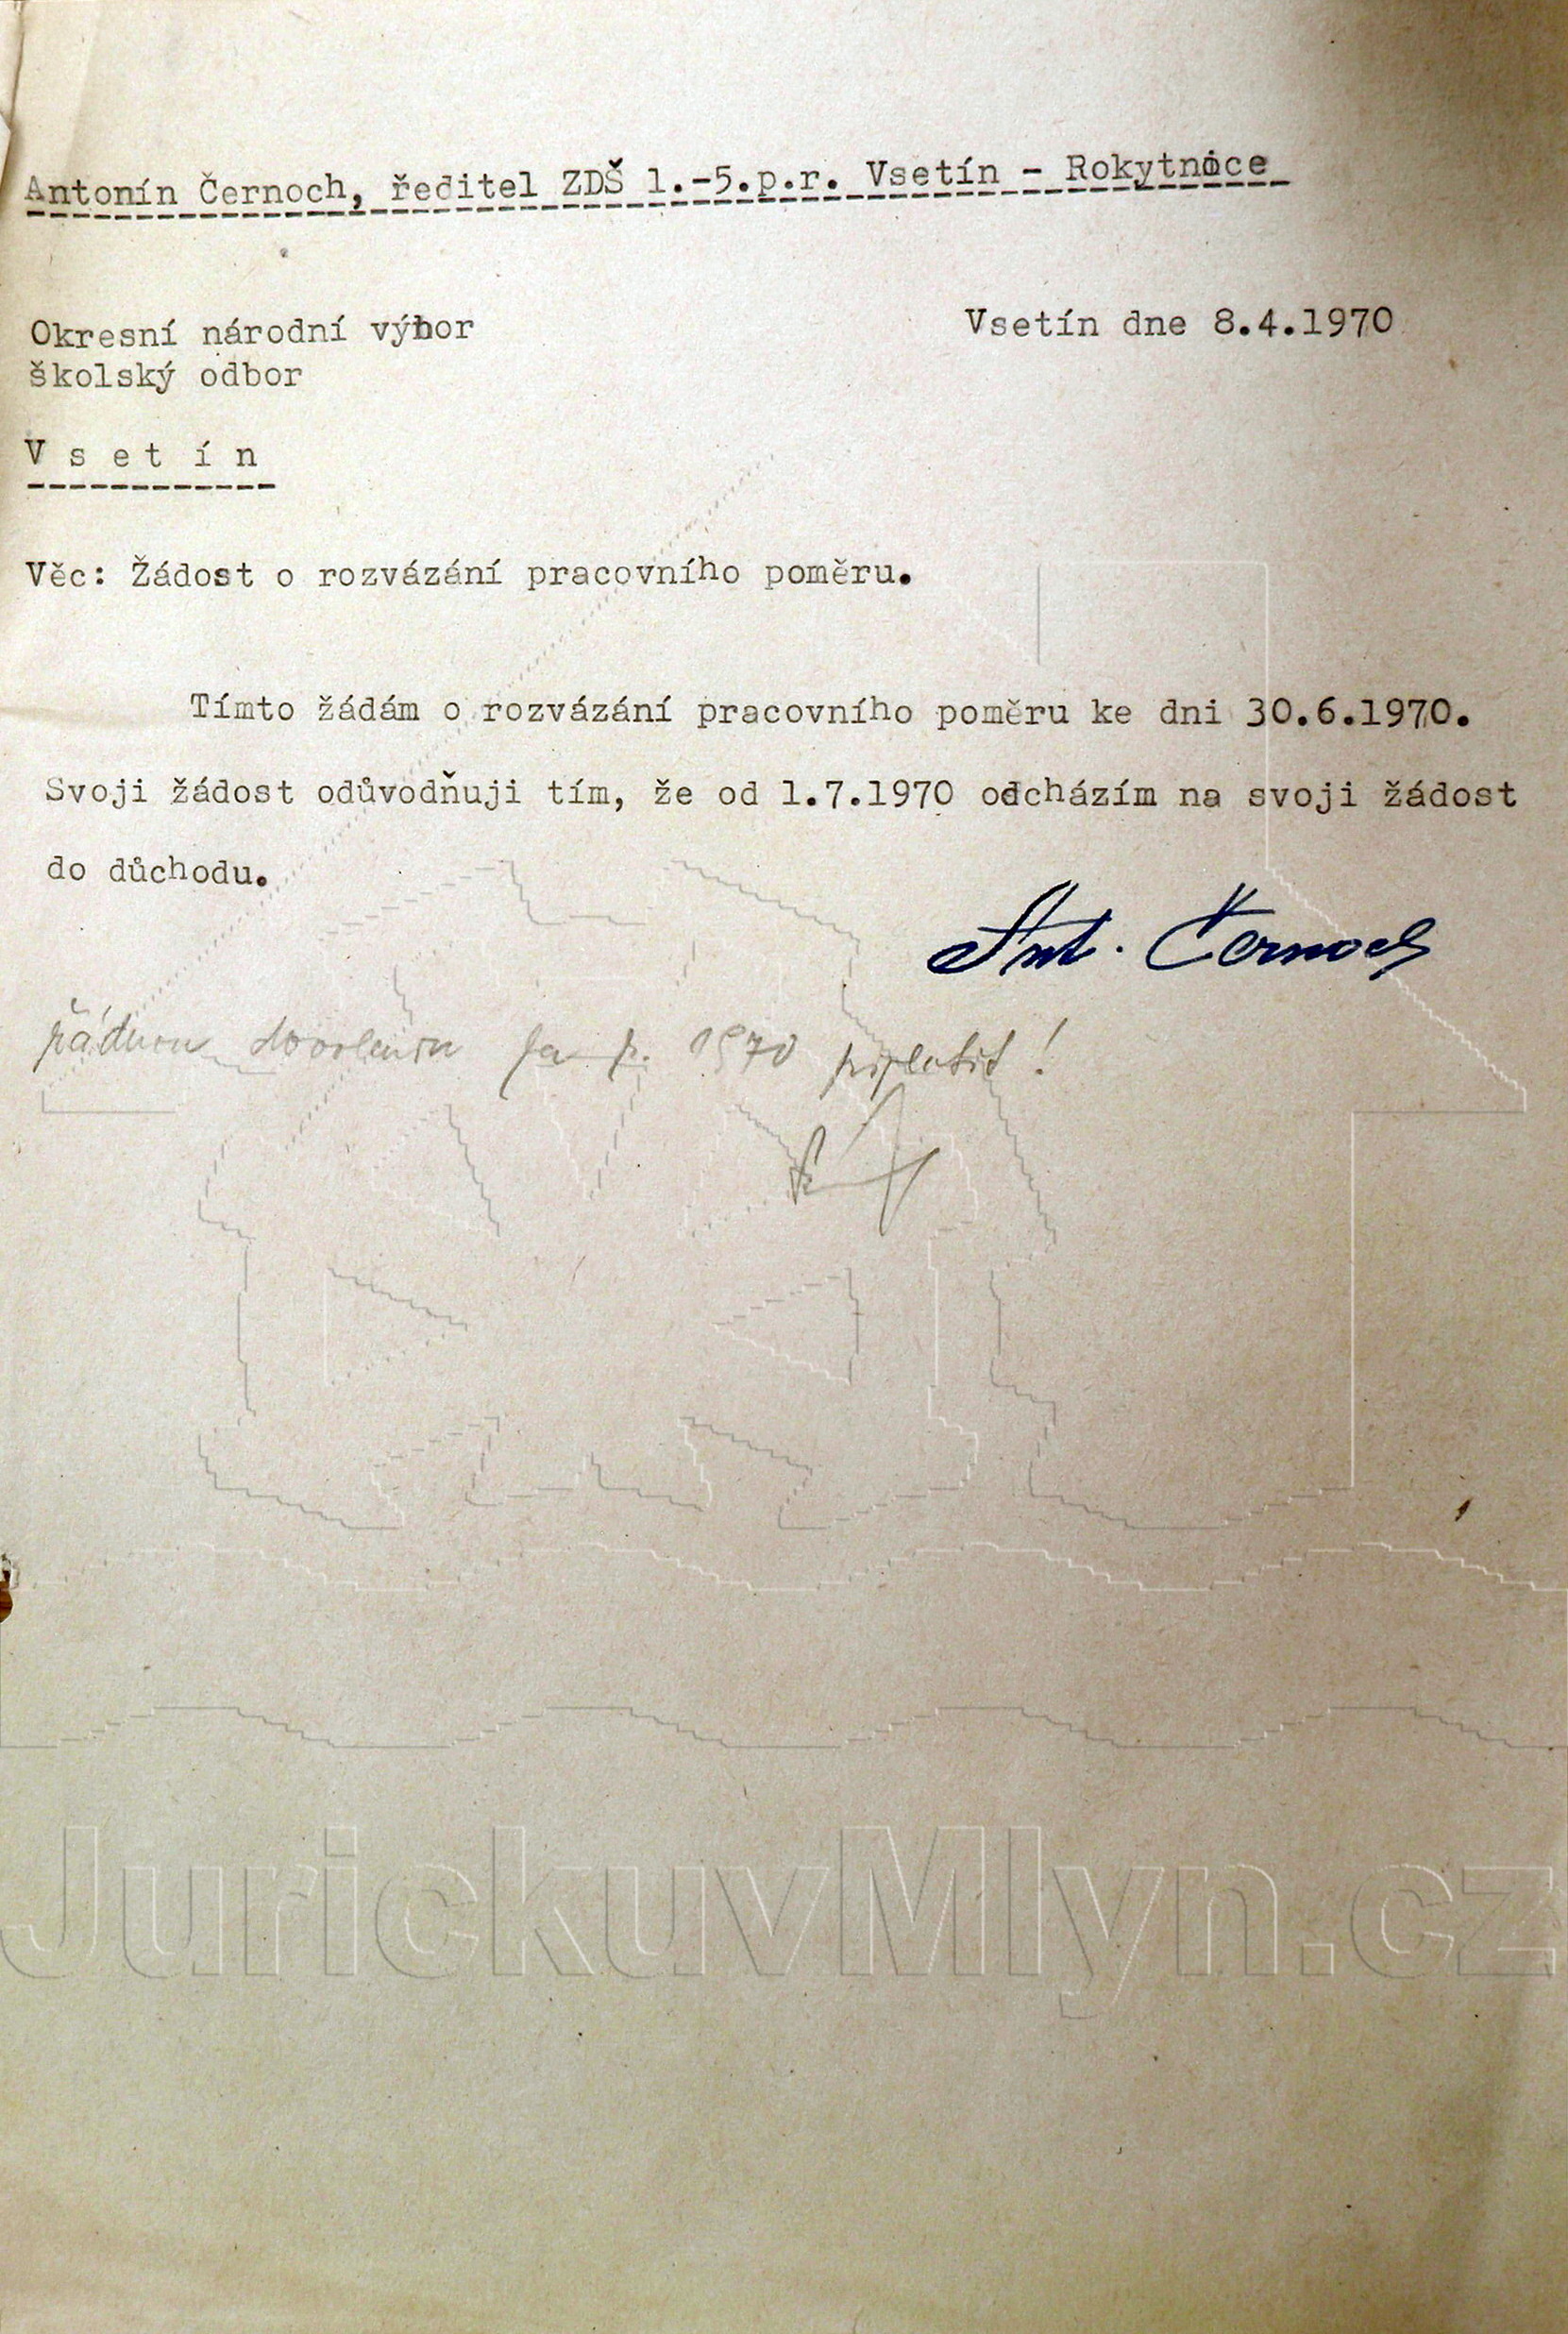 Antonín Černoch, ředitel ZDŠ 1.-5.p.r. Vsetín - Rokytnice
Okresní národní výbor
Vsetín dne 8.4.1970
školský odbor
V s e t í n
Věc: Žádost o rozvázání pracovního poměru.
Tímto žádám o rozvázání pracovního poměru ke dni 30.6.1970.
Svoji žádost odůvodňuji tím, že od 1.7.1970 odcházím na svoji žádost
do důchodu.
Ant. Černoch
řádnou dovolenou za r. 1970 proplatit!
JurickuvMlyn.cz